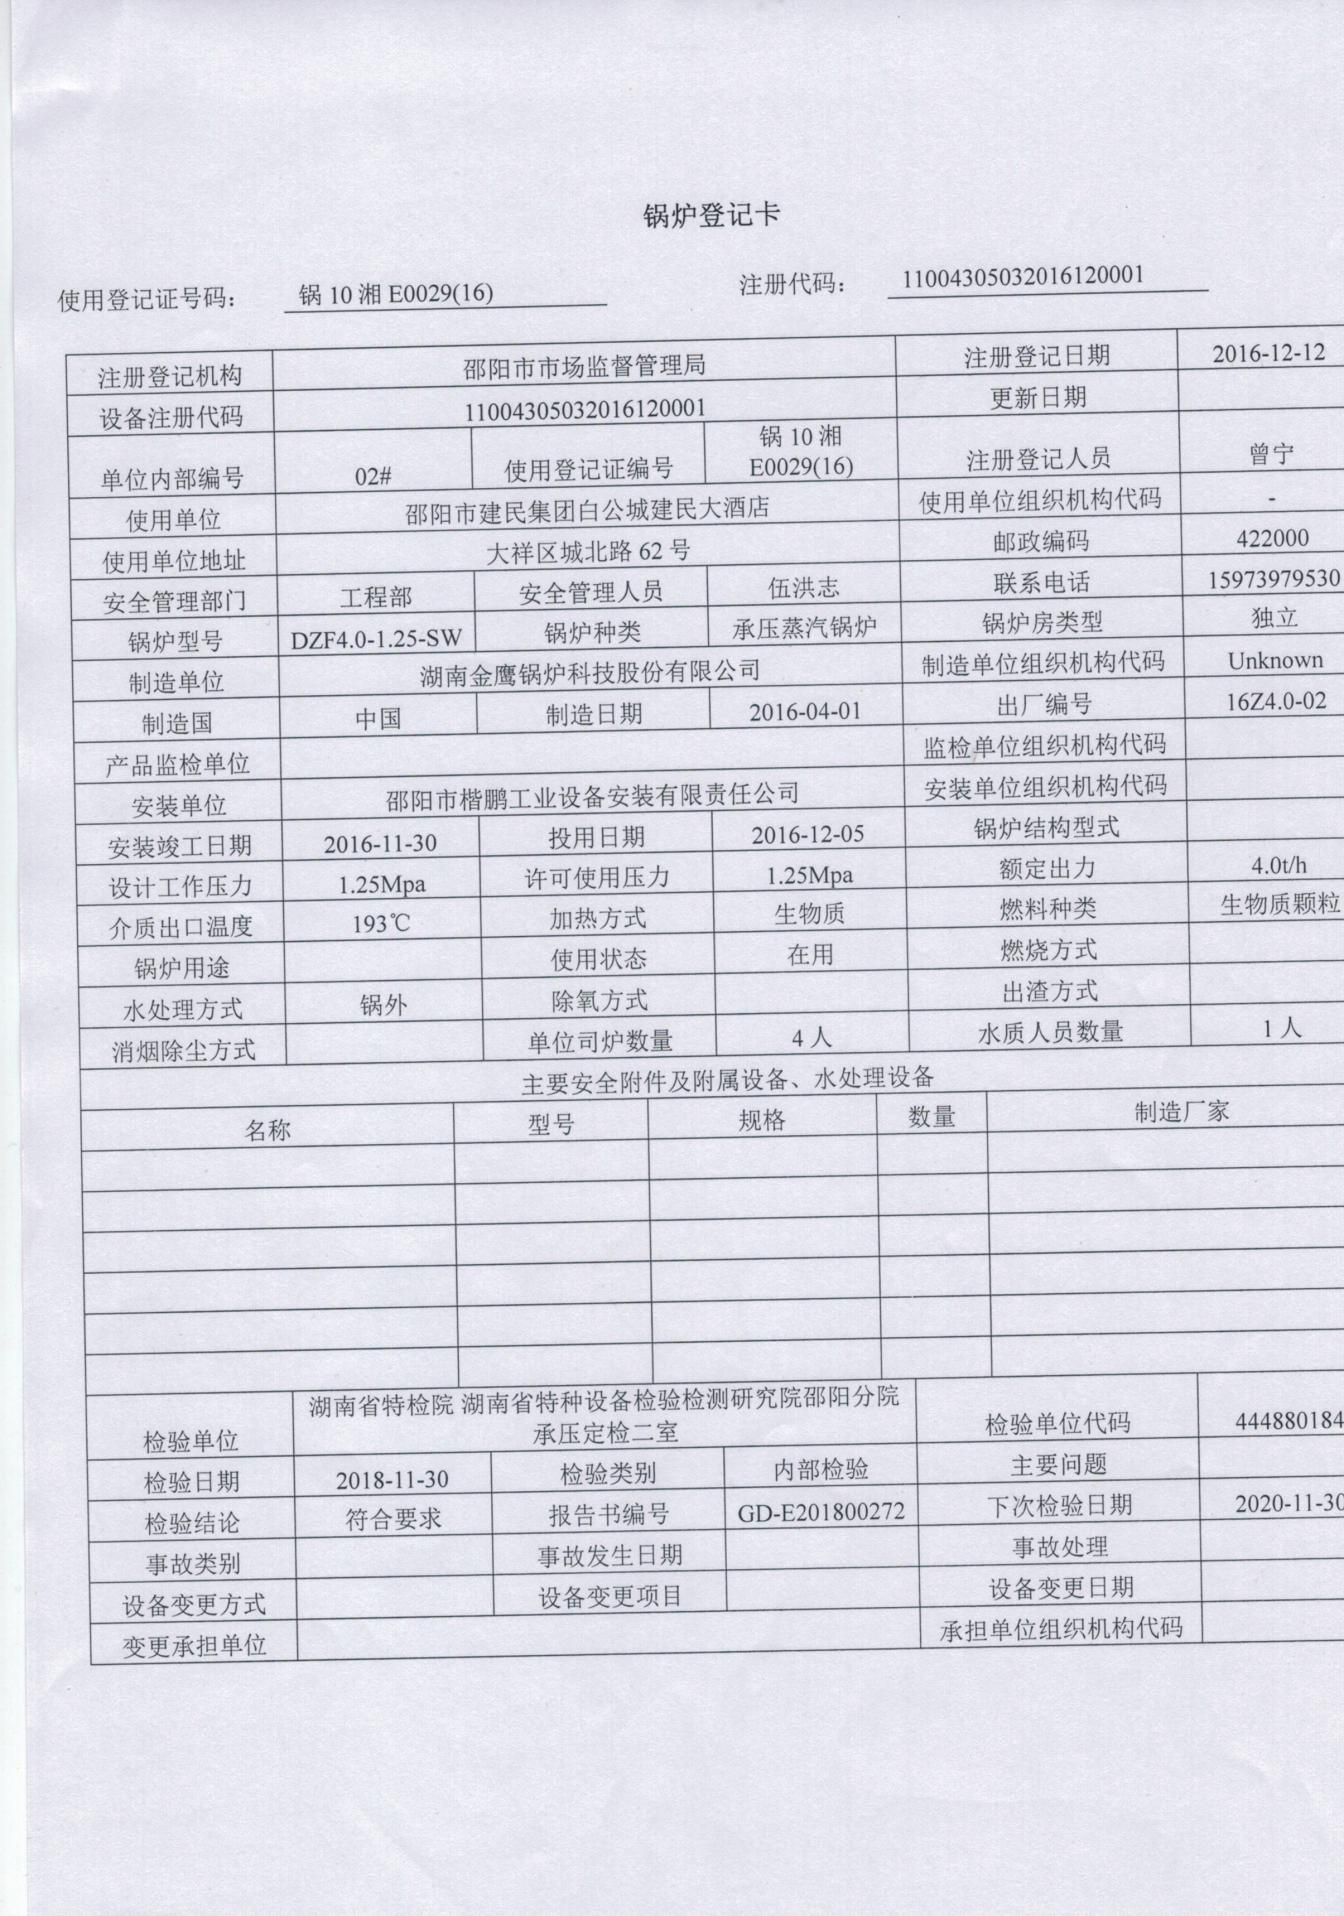 锅炉登记卡
使用登记证号码： 锅 10 湘 E0029(16) 注册代码： 11004305032016120001
注册登记机构 邵阳市市场监督管理局 注册登记日期 2016-12-12
设备注册代码 11004305032016120001 更新日期
单位内部编号 02# 使用登记证编号 锅 10 湘 E0029(16) 注册登记人员 曾宁
使用单位 邵阳市建民集团白公城建民大酒店 使用单位组织机构代码 -
使用单位地址 大祥区城北路 62 号 邮政编码 422000
安全管理部门 工程部 安全管理人员 伍洪志 联系电话 15973979530
锅炉型号 DZF4.0-1.25-SW 锅炉种类 承压蒸汽锅炉 锅炉房类型 独立
制造单位 湖南金鹰锅炉科技股份有限公司 制造单位组织机构代码 Unknown
制造国 中国 制造日期 2016-04-01 出厂编号 16Z4.0-02
产品监检单位 监检单位组织机构代码
安装单位 邵阳市楷鹏工业设备安装有限责任公司 安装单位组织机构代码
安装竣工日期 2016-11-30 投用日期 2016-12-05 锅炉结构型式
设计工作压力 1.25Mpa 许可使用压力 1.25Mpa 额定出力 4.0t/h
介质出口温度 193℃ 加热方式 生物质 燃料种类 生物质颗粒
锅炉用途 使用状态 在用 燃烧方式
水处理方式 锅外 除氧方式 出渣方式
消烟除尘方式 单位司炉数量 4 人 水质人员数量 1 人
主要安全附件及附属设备、水处理设备
名称 型号 规格 数量 制造厂家
检验单位 湖南省特检院 湖南省特种设备检验检测研究院邵阳分院 承压定检二室 检验单位代码 444880184
检验日期 2018-11-30 检验类别 内部检验 主要问题
检验结论 符合要求 报告书编号 GD-E201800272 下次检验日期 2020-11-30
事故类别 事故发生日期 事故处理
设备变更方式 设备变更项目 设备变更日期
变更承担单位 承担单位组织机构代码